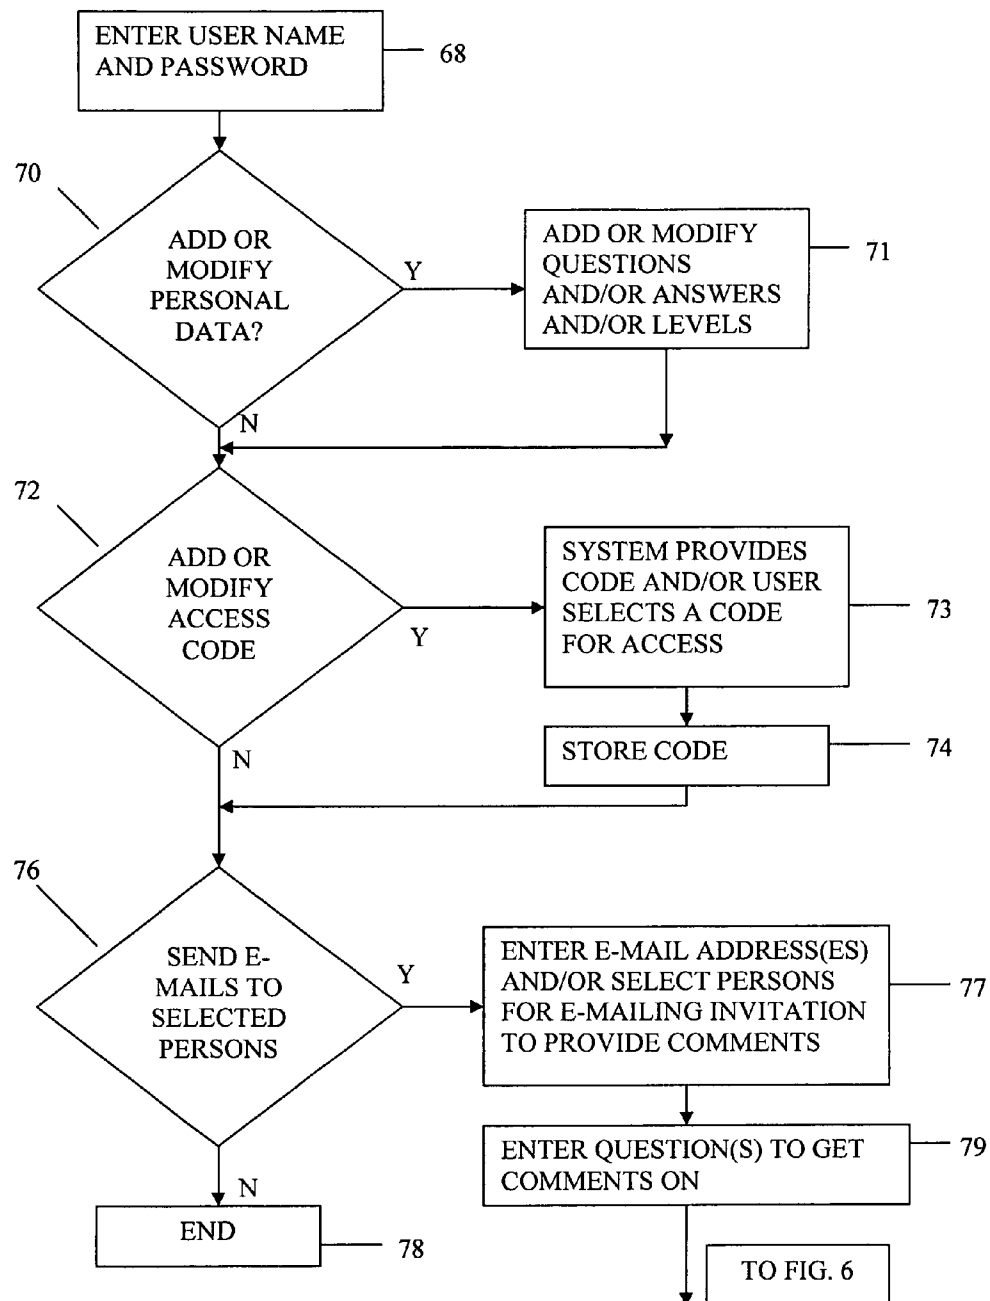 ENTER USER NAME
AND PASSWORD
68
70
ADD OR
MODIFY
PERSONAL
DATA?
Y
ADD OR MODIFY
QUESTIONS
AND/OR ANSWERS
AND/OR LEVELS
71
N
72
ADD OR
MODIFY
ACCESS
CODE
Y
SYSTEM PROVIDES
CODE AND/OR USER
SELECTS A CODE
FOR ACCESS
73
STORE CODE
74
N
76
SEND E-
MAILS TO
SELECTED
PERSONS
Y
ENTER E-MAIL ADDRESS(ES)
AND/OR SELECT PERSONS
FOR E-MAILING INVITATION
TO PROVIDE COMMENTS
77
ENTER QUESTION(S) TO GET
COMMENTS ON
79
N
END
78
TO FIG. 6